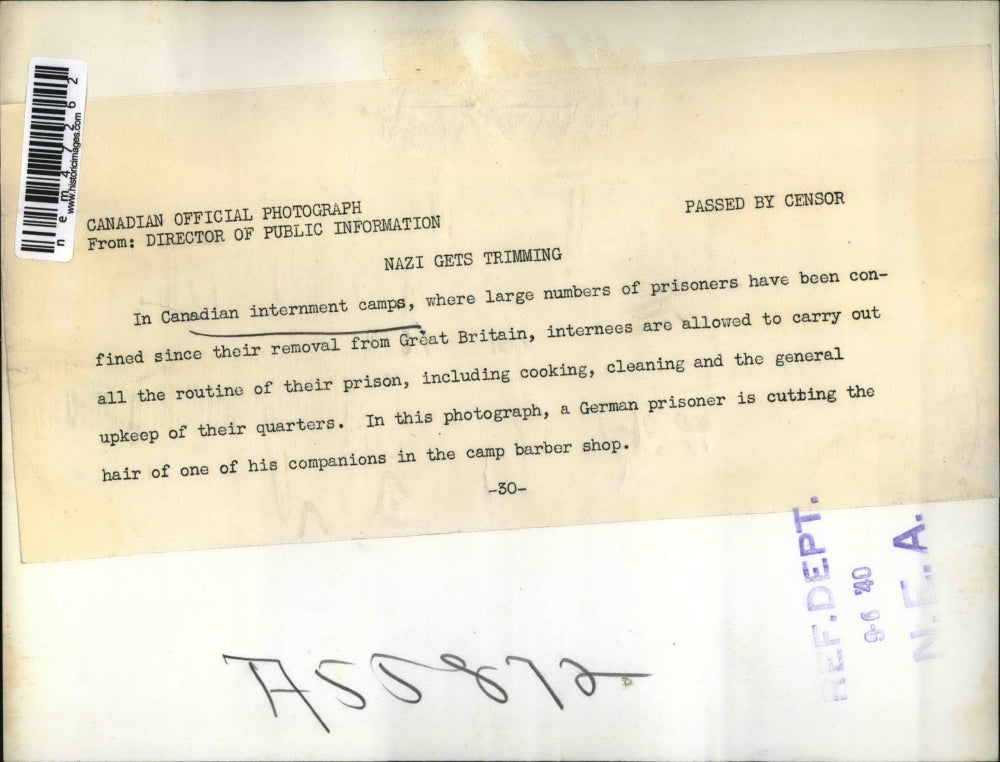 nem47262
www.historicimages.com
CANADIAN OFFICIAL PHOTOGRAPH
PASSED BY CENSOR
From: DIRECTOR OF PUBLIC INFORMATION
NAZI GETS TRIMMING
In Canadian internment camps, where large numbers of prisoners have been con-
fined since their removal from Great Britain, internees are allowed to carry out
all the routine of their prison, including cooking, cleaning and the general
upkeep of their quarters. In this photograph, a German prisoner is cutting the
hair of one of his companions in the camp barber shop.
-30-
REF. DEPT.
9-6 '40
N.E.A.
A55872